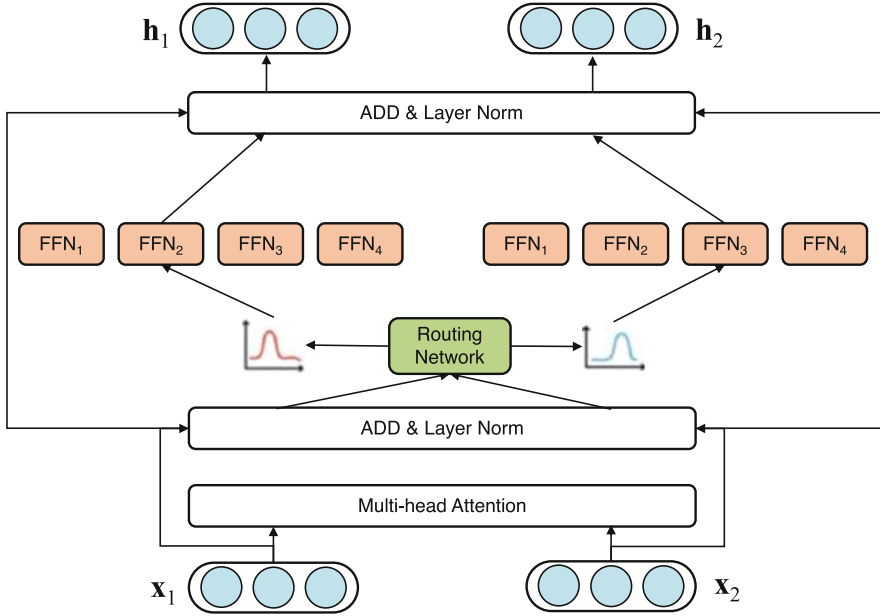 h₁
h₂
ADD & Layer Norm
FFN₁ FFN₂ FFN₃ FFN₄ FFN₁ FFN₂ FFN₃ FFN₄
Routing
Network
ADD & Layer Norm
Multi-head Attention
x₁
x₂